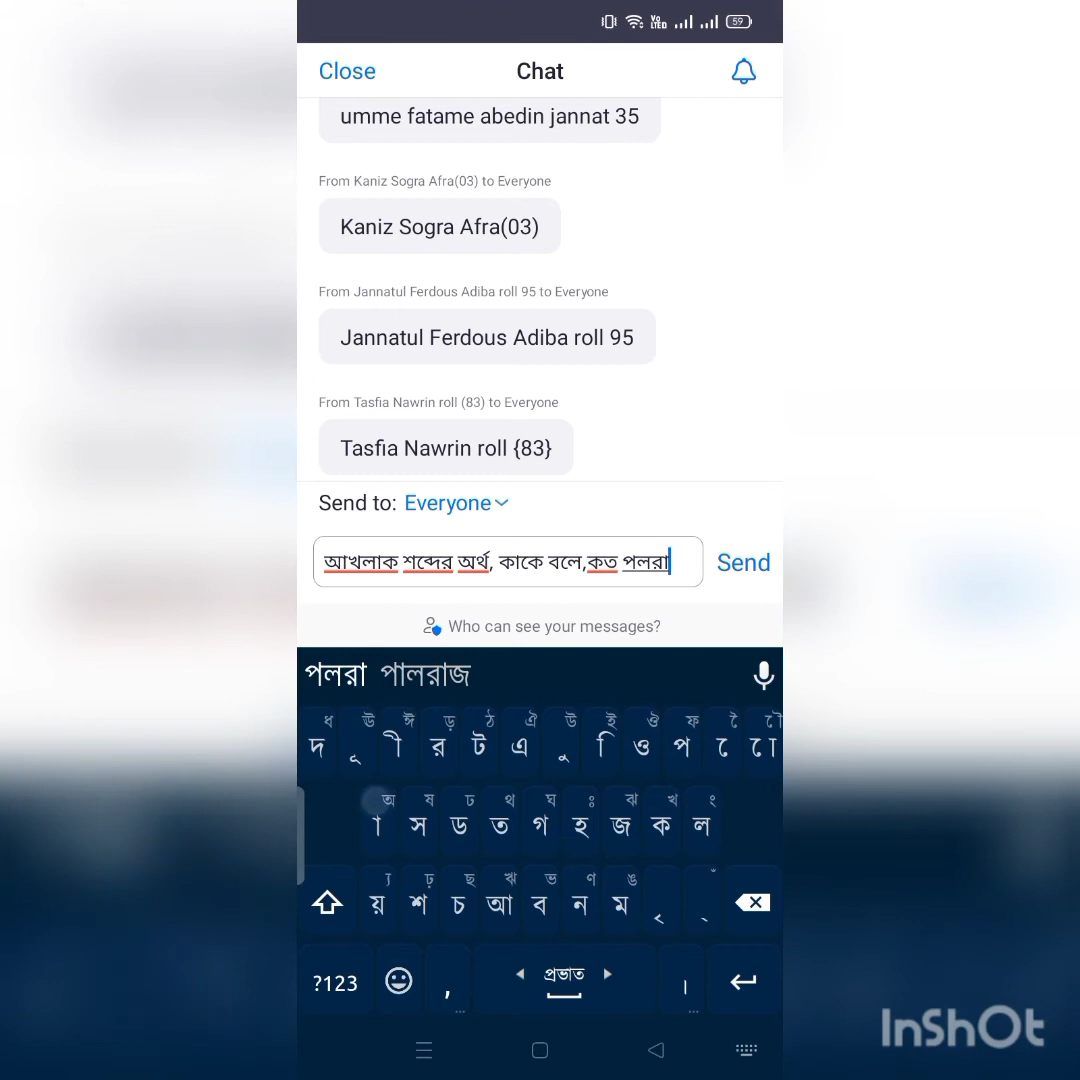 Vo
LTED
59
Close
Chat
umme fatame abedin jannat 35
From Kaniz Sogra Afra(03) to Everyone
Kaniz Sogra Afra(03)
From Jannatul Ferdous Adiba roll 95 to Everyone
Jannatul Ferdous Adiba roll 95
From Tasfia Nawrin roll (83) to Everyone
Tasfia Nawrin roll {83}
Send to: Everyone
আখলাক শব্দের অর্থ, কাকে বলে,কত পলরা
Send
Who can see your messages?
পলরা পালরাজ
ধ ঊ ঈ ড় ঠ ঐ উ ই ঔ ফ ৈ ৌ
দ ূ ী র ট এ ু ি ও প ে ো
অ ষ ঢ থ ঘ ঃ ঝ খ ং
া স ড ত গ হ জ ক ল
্য ঢ় ছ ঋ ভ ণ ঙ ঁ
য় শ চ আ ব ন ম ৃ ্
?123 , প্রভাত ।
InShOt